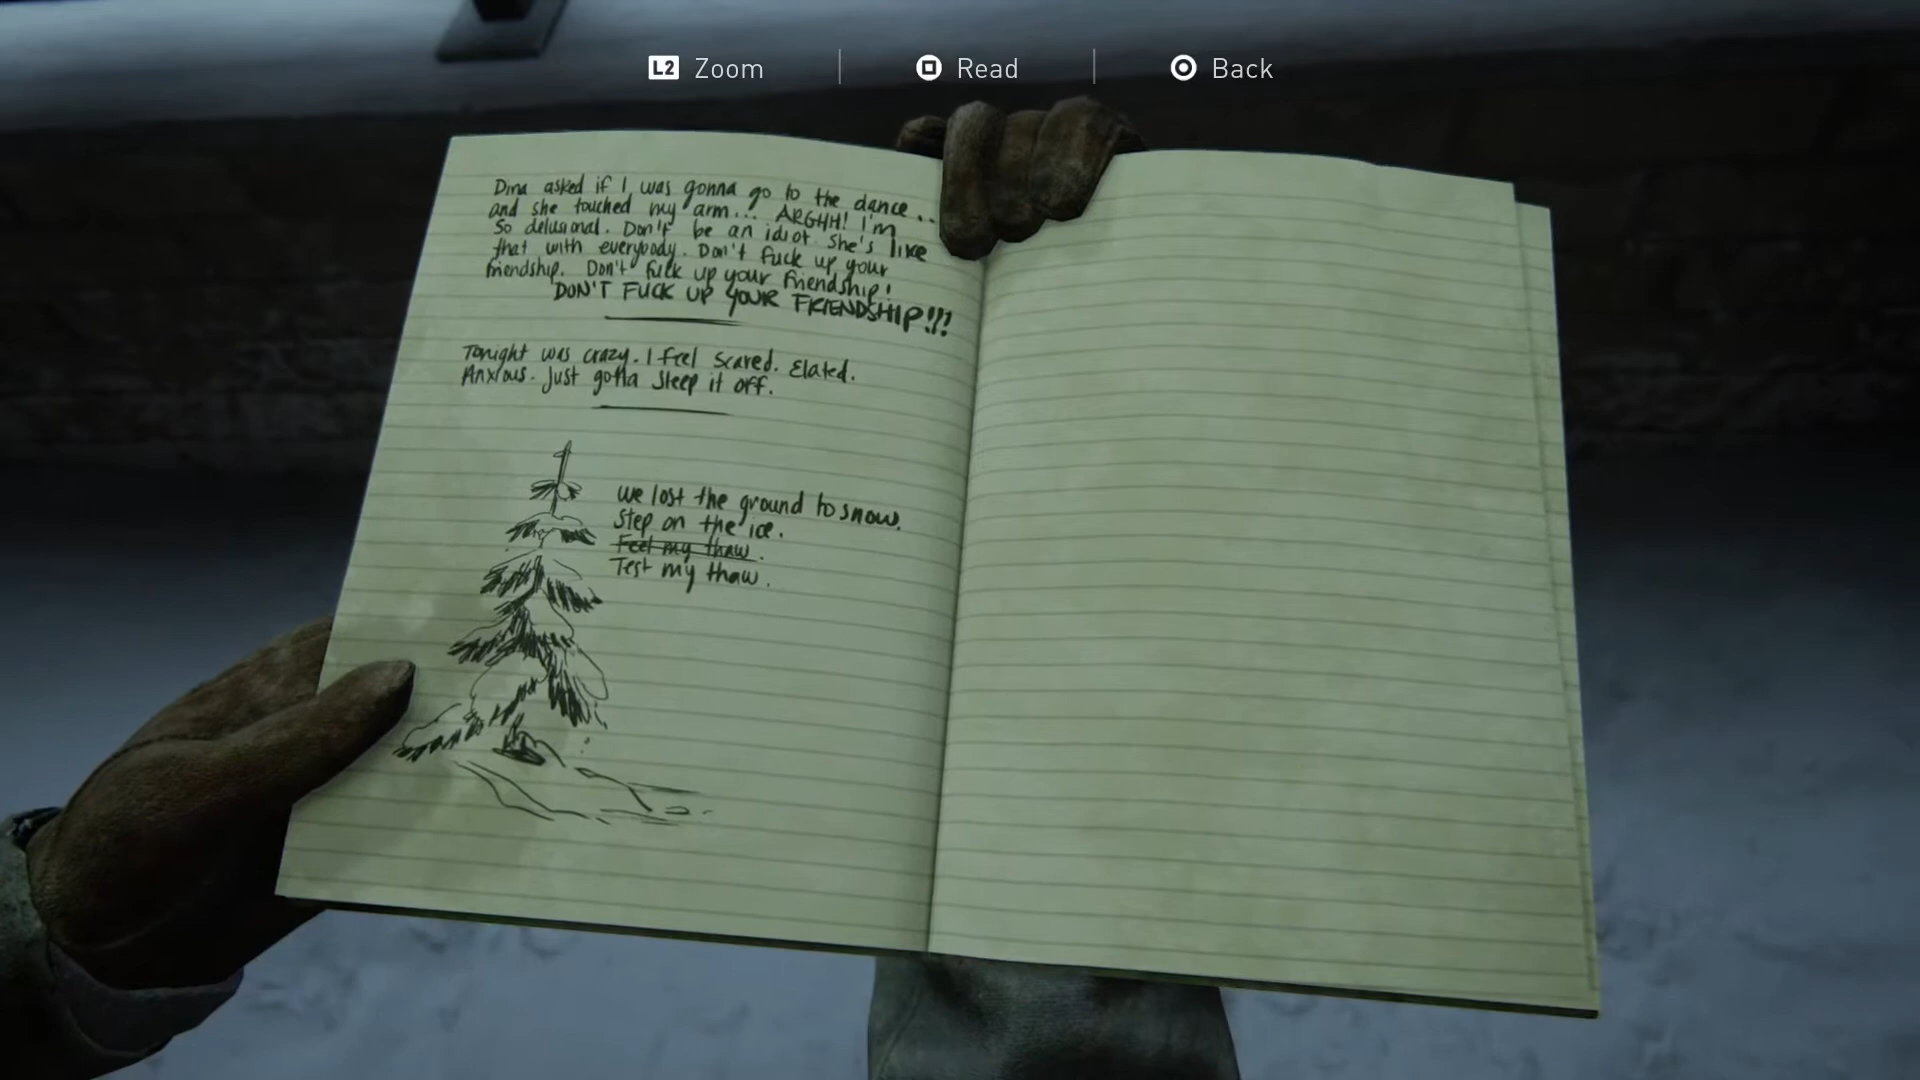 L2 Zoom | Read | Back
Dina asked if I was gonna go to the dance..
and she touched my arm... ARGHH! I'm
so delusional. Don't be an idiot. She's like
that with everybody. Don't fuck up your
friendship. Don't fuck up your friendship!
DON'T FUCK UP YOUR FRIENDSHIP!!!
Tonight was crazy. I feel scared. Elated.
Anxious. Just gotta sleep it off.
We lost the ground to snow.
Step on the ice.
Feel my thaw.
Test my thaw.